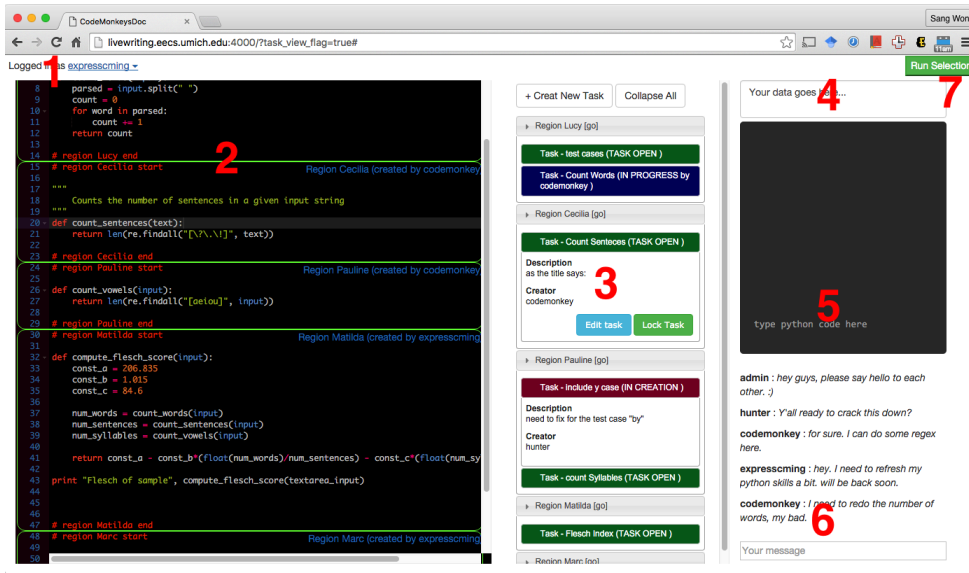 CodeMonkeysDoc
Sang Won
livewriting.eecs.umich.edu:4000/?task_view_flag=true#
Logged in as expresscming
Run Selection
1
2
3
4
5
6
7
8 parsed = input.split(" ")
9 count = 0
10 for word in parsed:
11 count += 1
12 return count
13
14 # region Lucy end
15 # region Cecilia start
Region Cecilia (created by codemonkey)
16
17 """
18 Counts the number of sentences in a given input string
19 """
20 def count_sentences(text):
21 return len(re.findall("[\?\.\!]", text))
22
23 # region Cecilia end
24 # region Pauline start
Region Pauline (created by codemonkey)
25
26 def count_vowels(input):
27 return len(re.findall("[aeiou]", input))
28
29 # region Pauline end
30 # region Matilda start
Region Matilda (created by expresscming)
31
32 def compute_flesch_score(input):
33 const_a = 206.835
34 const_b = 1.015
35 const_c = 84.6
36
37 num_words = count_words(input)
38 num_sentences = count_sentences(input)
39 num_syllables = count_vowels(input)
40
41 return const_a - const_b*(float(num_words)/num_sentences) - const_c*(float(num_sy
42
43 print "Flesch of sample", compute_flesch_score(textarea_input)
44
45
46
47 # region Matilda end
48 # region Marc start
Region Marc (created by expresscming
49
50
+ Creat New Task
Collapse All
Region Lucy [go]
Task - test cases (TASK OPEN )
Task - Count Words (IN PROGRESS by
codemonkey )
Region Cecilia [go]
Task - Count Senteces (TASK OPEN )
Description
as the title says:
Creator
codemonkey
Edit task
Lock Task
Region Pauline [go]
Task - include y case (IN CREATION )
Description
need to fix for the test case "by"
Creator
hunter
Task - count Syllables (TASK OPEN )
Region Matilda [go]
Task - Flesch Index (TASK OPEN )
Region Marc [go]
Your data goes here...
type python code here
admin : hey guys, please say hello to each
other. :)
hunter : Y'all ready to crack this down?
codemonkey : for sure. I can do some regex
here.
expresscming : hey. I need to refresh my
python skills a bit. will be back soon.
codemonkey : I need to redo the number of
words, my bad.
Your message